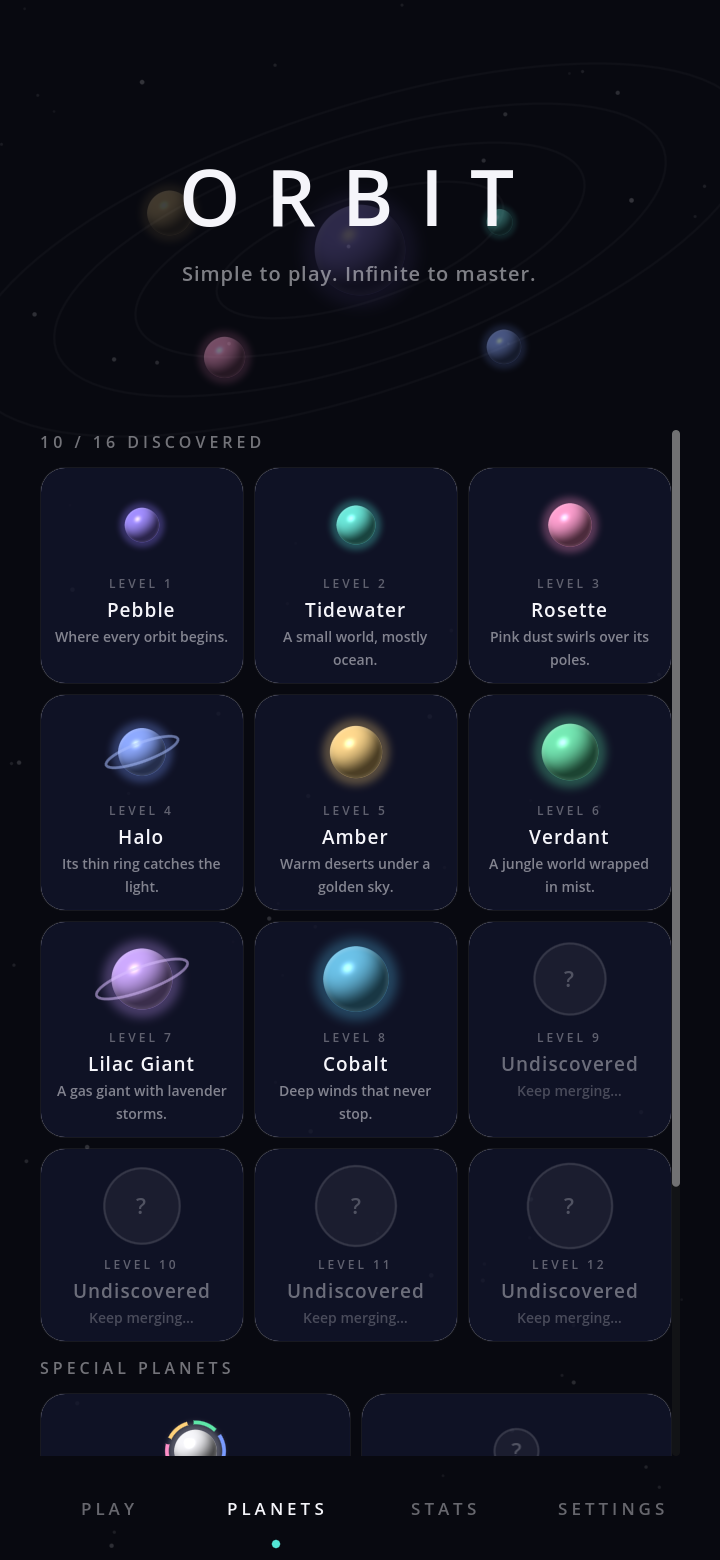 ORBIT
Simple to play. Infinite to master.
10 / 16 DISCOVERED
LEVEL 1
Pebble
Where every orbit begins.
LEVEL 2
Tidewater
A small world, mostly
ocean.
LEVEL 3
Rosette
Pink dust swirls over its
poles.
LEVEL 4
Halo
Its thin ring catches the
light.
LEVEL 5
Amber
Warm deserts under a
golden sky.
LEVEL 6
Verdant
A jungle world wrapped
in mist.
LEVEL 7
Lilac Giant
A gas giant with lavender
storms.
LEVEL 8
Cobalt
Deep winds that never
stop.
?
LEVEL 9
Undiscovered
Keep merging...
?
LEVEL 10
Undiscovered
Keep merging...
?
LEVEL 11
Undiscovered
Keep merging...
?
LEVEL 12
Undiscovered
Keep merging...
SPECIAL PLANETS
?
PLAY
PLANETS
STATS
SETTINGS